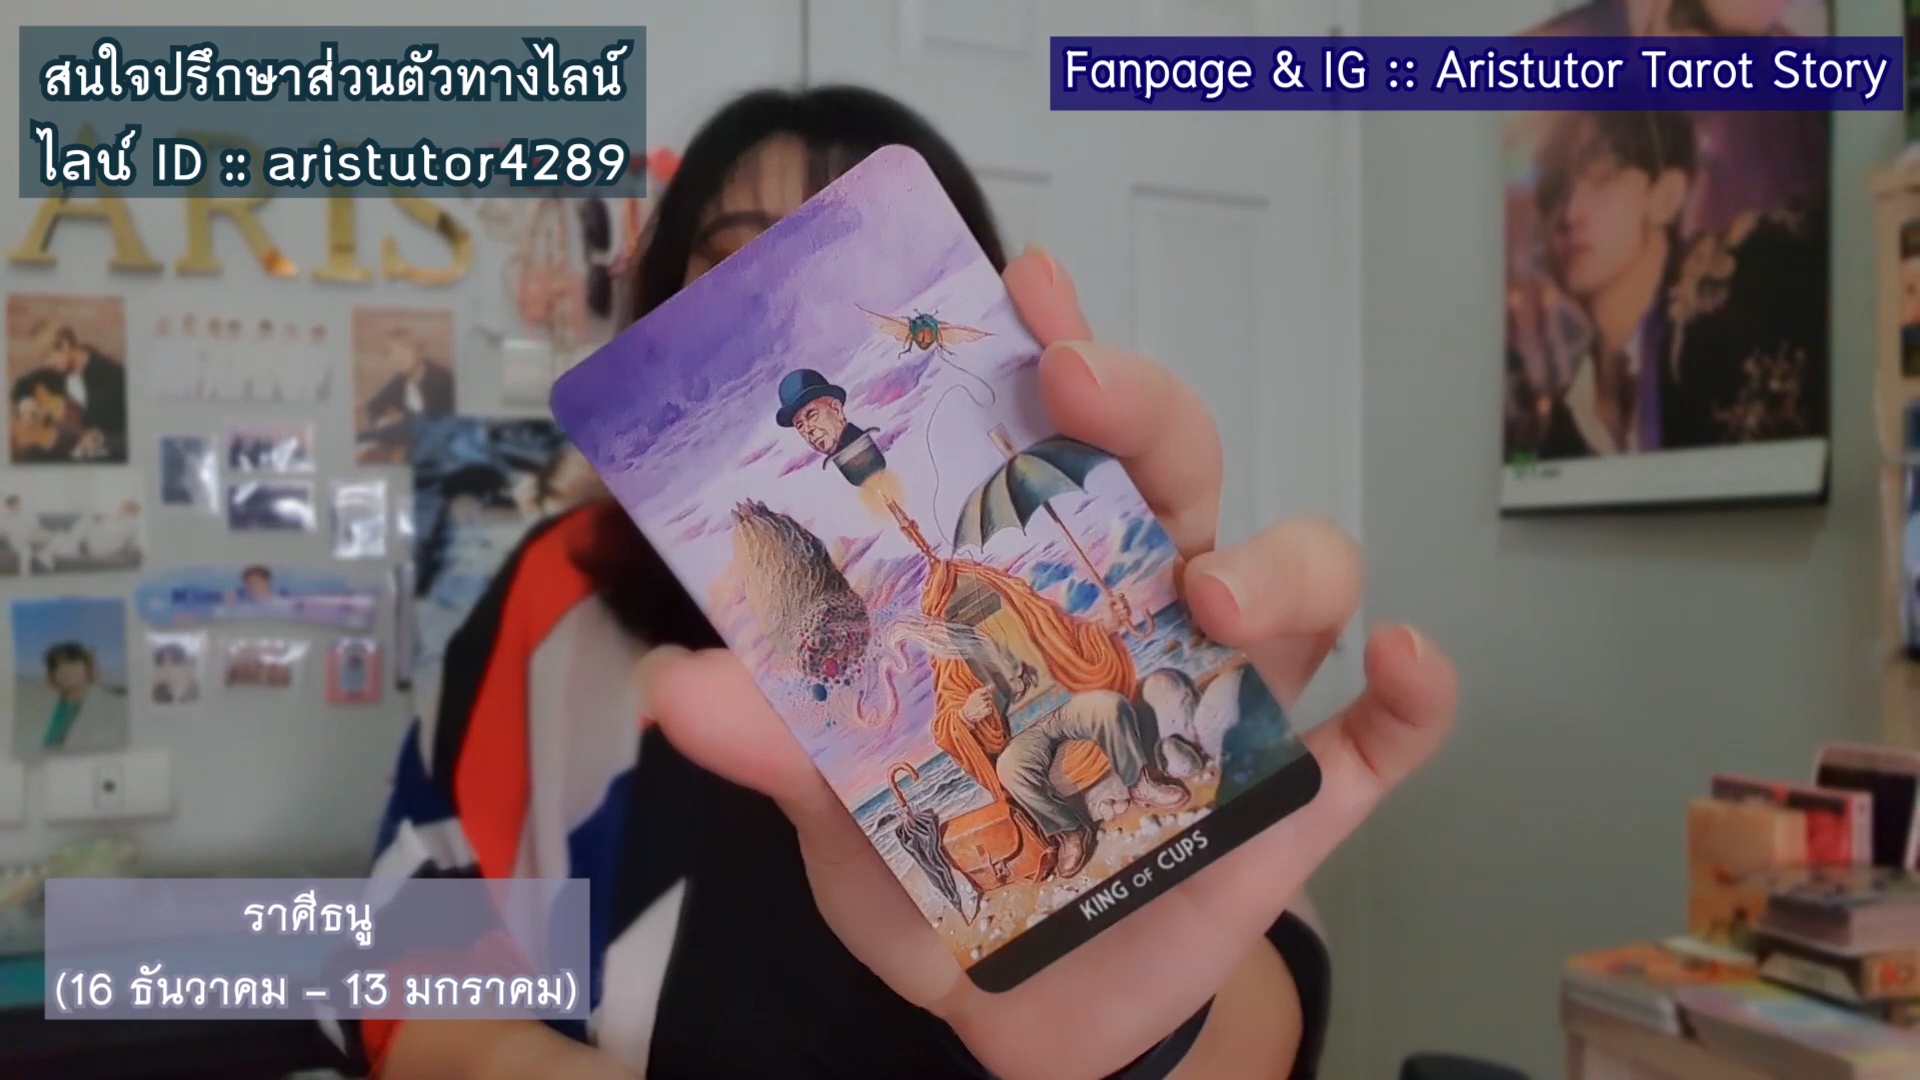 สนใจปรึกษาส่วนตัวทางไลน์
ไลน์ ID :: aristutor4289
Fanpage & IG :: Aristutor Tarot Story
ARIS
KING OF CUPS
ราศีธนู
(16 ธันวาคม – 13 มกราคม)